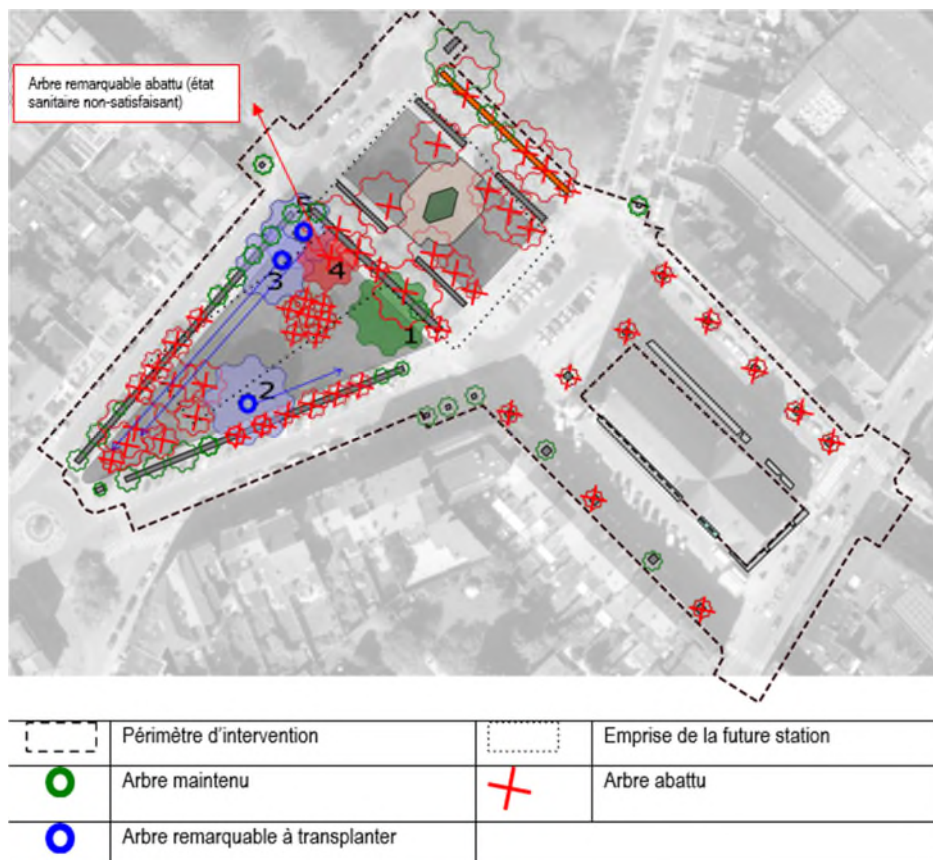 Arbre remarquable abattu (état
sanitaire non-satisfaisant)
5
4
3
1
2
Périmètre d'intervention
Emprise de la future station
Arbre maintenu
Arbre abattu
Arbre remarquable à transplanter